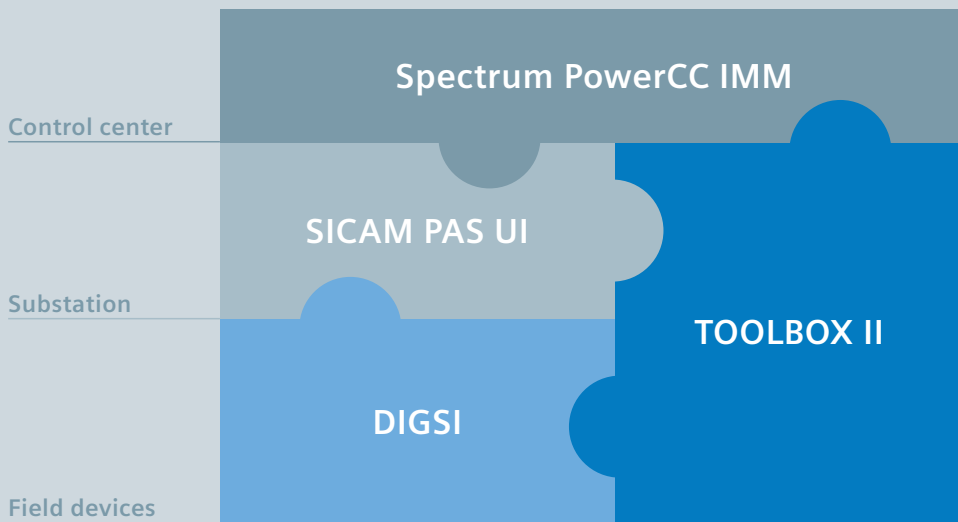 Spectrum PowerCC IMM
Control center
SICAM PAS UI
Substation
TOOLBOX II
DIGSI
Field devices